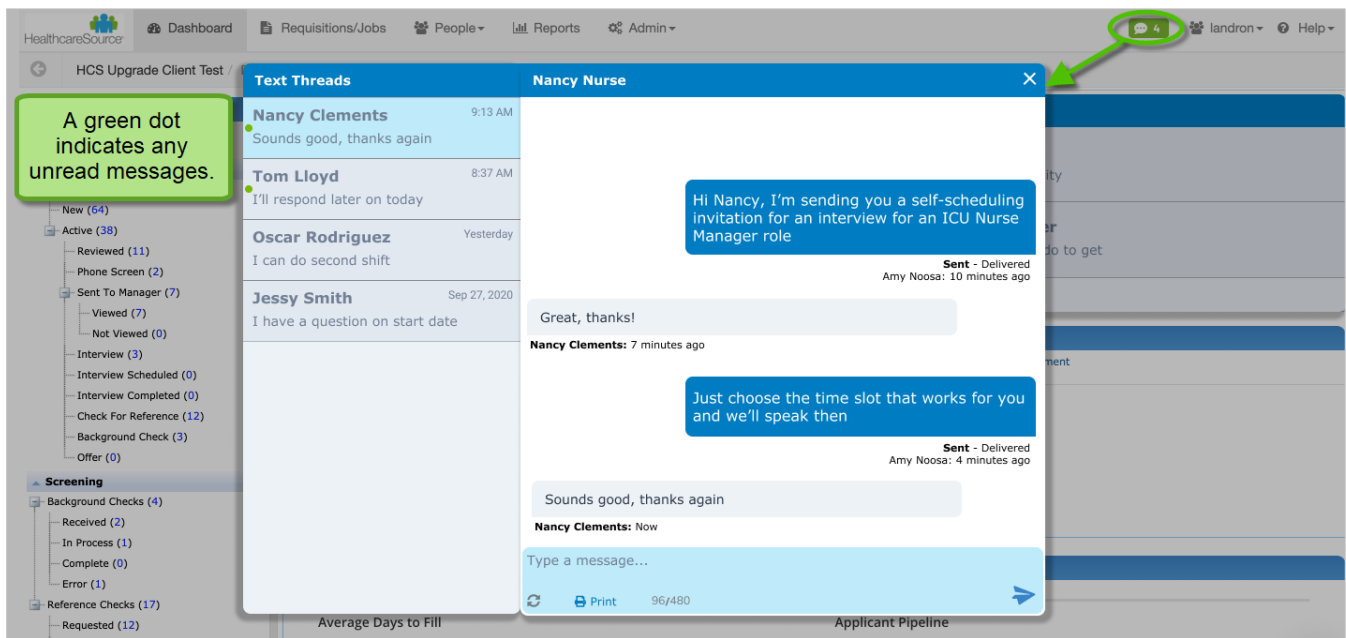 HealthcareSource
Dashboard
Requisitions/Jobs
People
Reports
Admin
4
landron
Help
HCS Upgrade Client Test /
A green dot
indicates any
unread messages.
New (64)
Active (38)
Reviewed (11)
Phone Screen (2)
Sent To Manager (7)
Viewed (7)
Not Viewed (0)
Interview (3)
Interview Scheduled (0)
Interview Completed (0)
Check For Reference (12)
Background Check (3)
Offer (0)
Screening
Background Checks (4)
Received (2)
In Process (1)
Complete (0)
Error (1)
Reference Checks (17)
Requested (12)
Text Threads
Nancy Clements 9:13 AM
Sounds good, thanks again
Tom Lloyd 8:37 AM
I'll respond later on today
Oscar Rodriguez Yesterday
I can do second shift
Jessy Smith Sep 27, 2020
I have a question on start date
Nancy Nurse
Hi Nancy, I'm sending you a self-scheduling
invitation for an interview for an ICU Nurse
Manager role
Sent - Delivered
Amy Noosa: 10 minutes ago
Great, thanks!
Nancy Clements: 7 minutes ago
Just choose the time slot that works for you
and we'll speak then
Sent - Delivered
Amy Noosa: 4 minutes ago
Sounds good, thanks again
Nancy Clements: Now
Type a message...
Print 96/480
ity
er
do to get
ment
Average Days to Fill
Applicant Pipeline